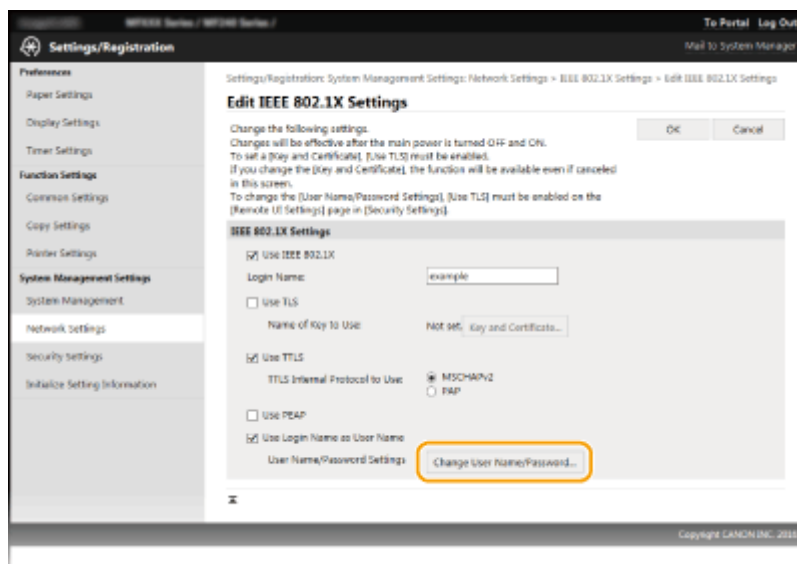 MF XXX Series / MF240 Series /
To Portal Log Out
Settings/Registration
Mail to System Manager
Preferences
Settings/Registration: System Management Settings: Network Settings > IEEE 802.1X Settings > Edit IEEE 802.1X Settings
Paper Settings
Edit IEEE 802.1X Settings
Display Settings
Change the following settings.
OK Cancel
Changes will be effective after the main power is turned OFF and ON.
Timer Settings
To set a [Key and Certificate], [Use TLS] must be enabled.
If you change the [Key and Certificate], the function will be available even if canceled
in this screen.
Function Settings
Common Settings
To change the [User Name/Password Settings], [Use TLS] must be enabled on the
[Remote UI Settings] page in [Security Settings].
Copy Settings
IEEE 802.1X Settings
Printer Settings
Use IEEE 802.1X
System Management Settings
Login Name: example
System Management
Use TLS
Network Settings
Name of Key to Use: Not set. Key and Certificate...
Security Settings
Use TTLS
Initialize Setting Information
TTLS Internal Protocol to Use: MSCHAPv2
PAP
Use PEAP
Use Login Name as User Name
User Name/Password Settings Change User Name/Password...
Copyright CANON INC.